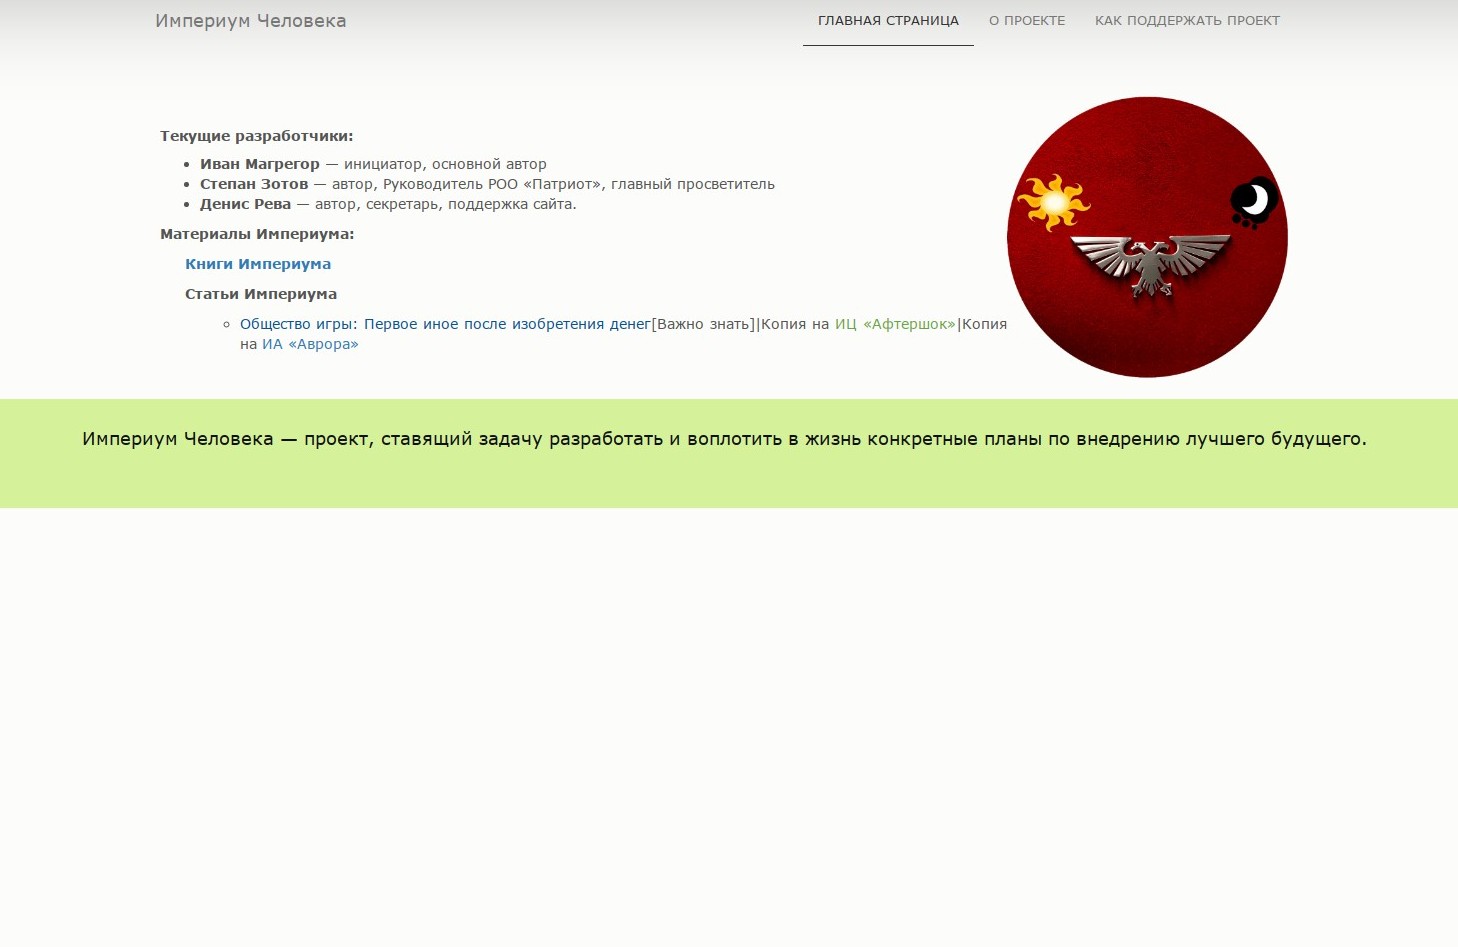 Империум Человека
ГЛАВНАЯ СТРАНИЦА
О ПРОЕКТЕ
КАК ПОДДЕРЖАТЬ ПРОЕКТ
Текущие разработчики:
Иван Магрегор — инициатор, основной автор
Степан Зотов — автор, Руководитель РОО «Патриот», главный просветитель
Денис Рева — автор, секретарь, поддержка сайта.
Материалы Империума:
Книги Империума
Статьи Империума
Общество игры: Первое иное после изобретения денег[Важно знать]|Копия на ИЦ «Афтершок»|Копия
на ИА «Аврора»
Империум Человека — проект, ставящий задачу разработать и воплотить в жизнь конкретные планы по внедрению лучшего будущего.